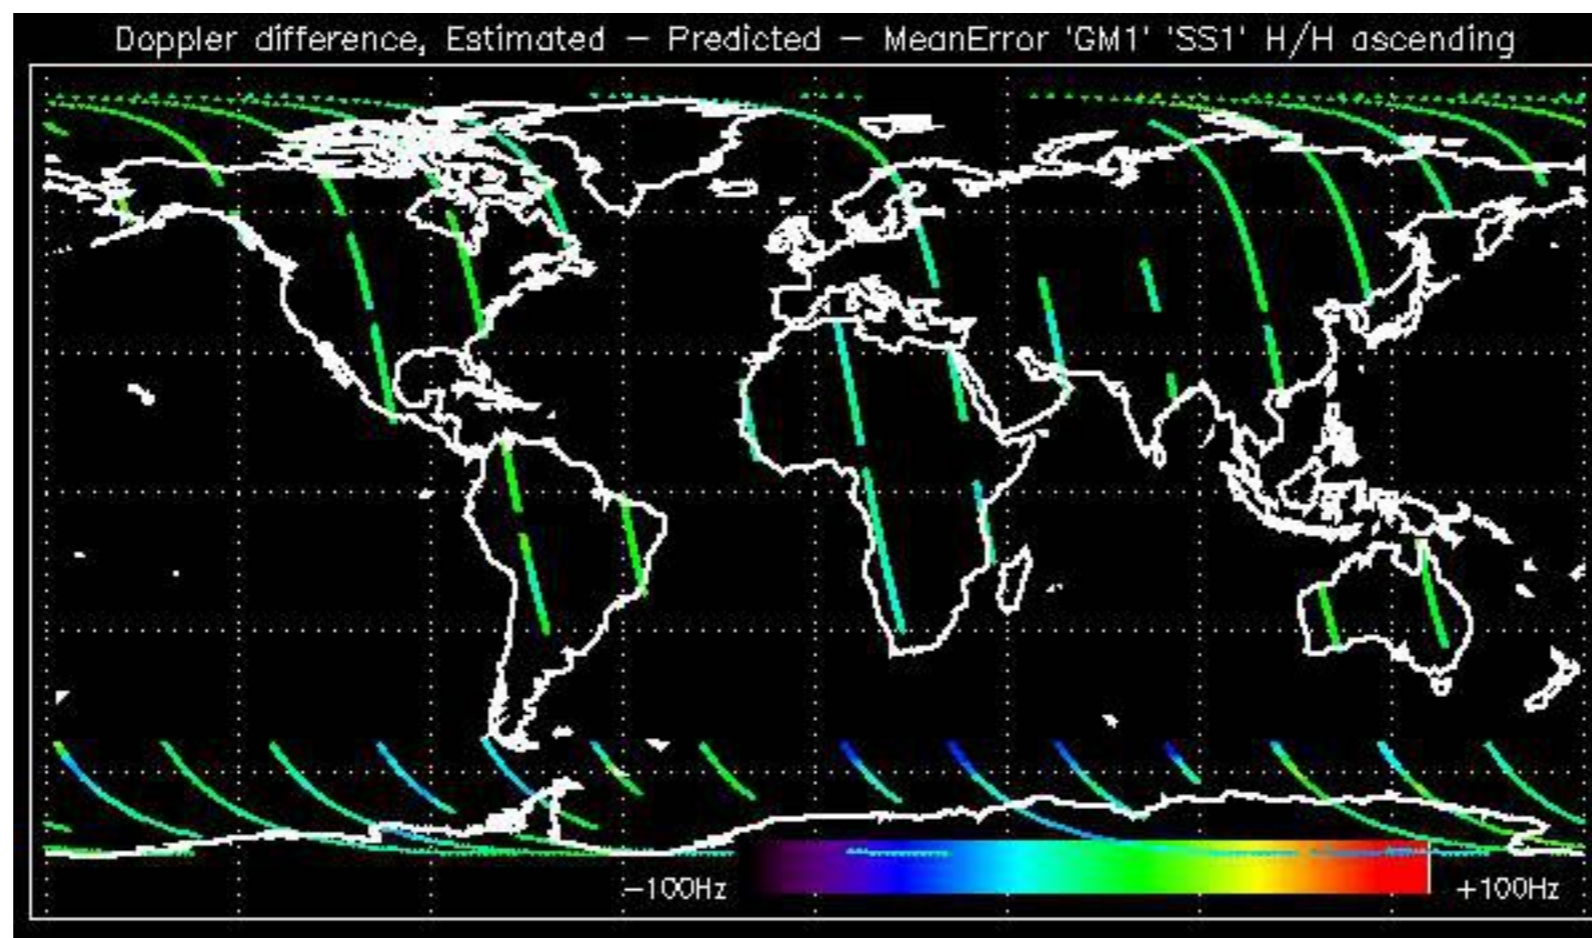 Doppler difference, Estimated – Predicted – MeanError 'GM1' 'SS1' H/H ascending
–100Hz +100Hz